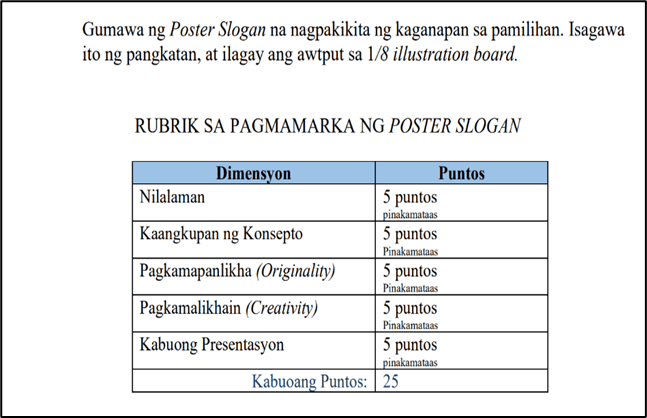 Gumawa ng Poster Slogan na nagpakikita ng kaganapan sa pamilihan. Isagawa
ito ng pangkatan, at ilagay ang awtput sa 1/8 illustration board.
RUBRIK SA PAGMAMARKA NG POSTER SLOGAN
Dimensyon Puntos
Nilalaman 5 puntos
pinakamataas
Kaangkupan ng Konsepto 5 puntos
Pinakamataas
Pagkamapanlikha (Originality) 5 puntos
Pinakamataas
Pagkamalikhain (Creativity) 5 puntos
Pinakamataas
Kabuong Presentasyon 5 puntos
pinakamataas
Kabuoang Puntos: 25